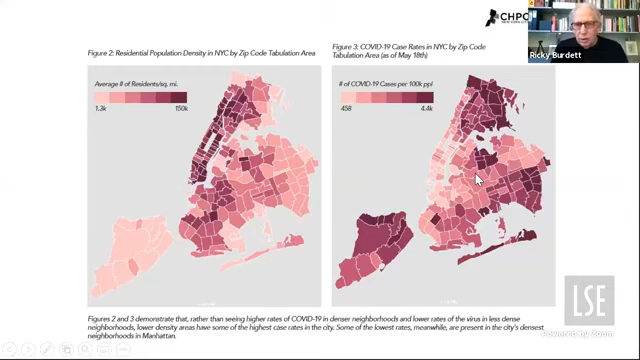 CHPC
Figure 2: Residential Population Density in NYC by Zip Code Tabulation Area
Figure 3: COVID-19 Case Rates in NYC by Zip Code
Tabulation Area (as of May 18th)
Ricky Burdett
Average # of Residents/sq. mi.
1.3k 150k
# of COVID-19 Cases per 100k ppl
458 4.4k
LSE
Powered by Zoom
Figures 2 and 3 demonstrate that, rather than seeing higher rates of COVID-19 in denser neighborhoods and lower rates of the virus in less dense
neighborhoods, lower density areas have some of the highest case rates in the city. Some of the lowest rates, meanwhile, are present in the city's densest
neighborhoods in Manhattan.